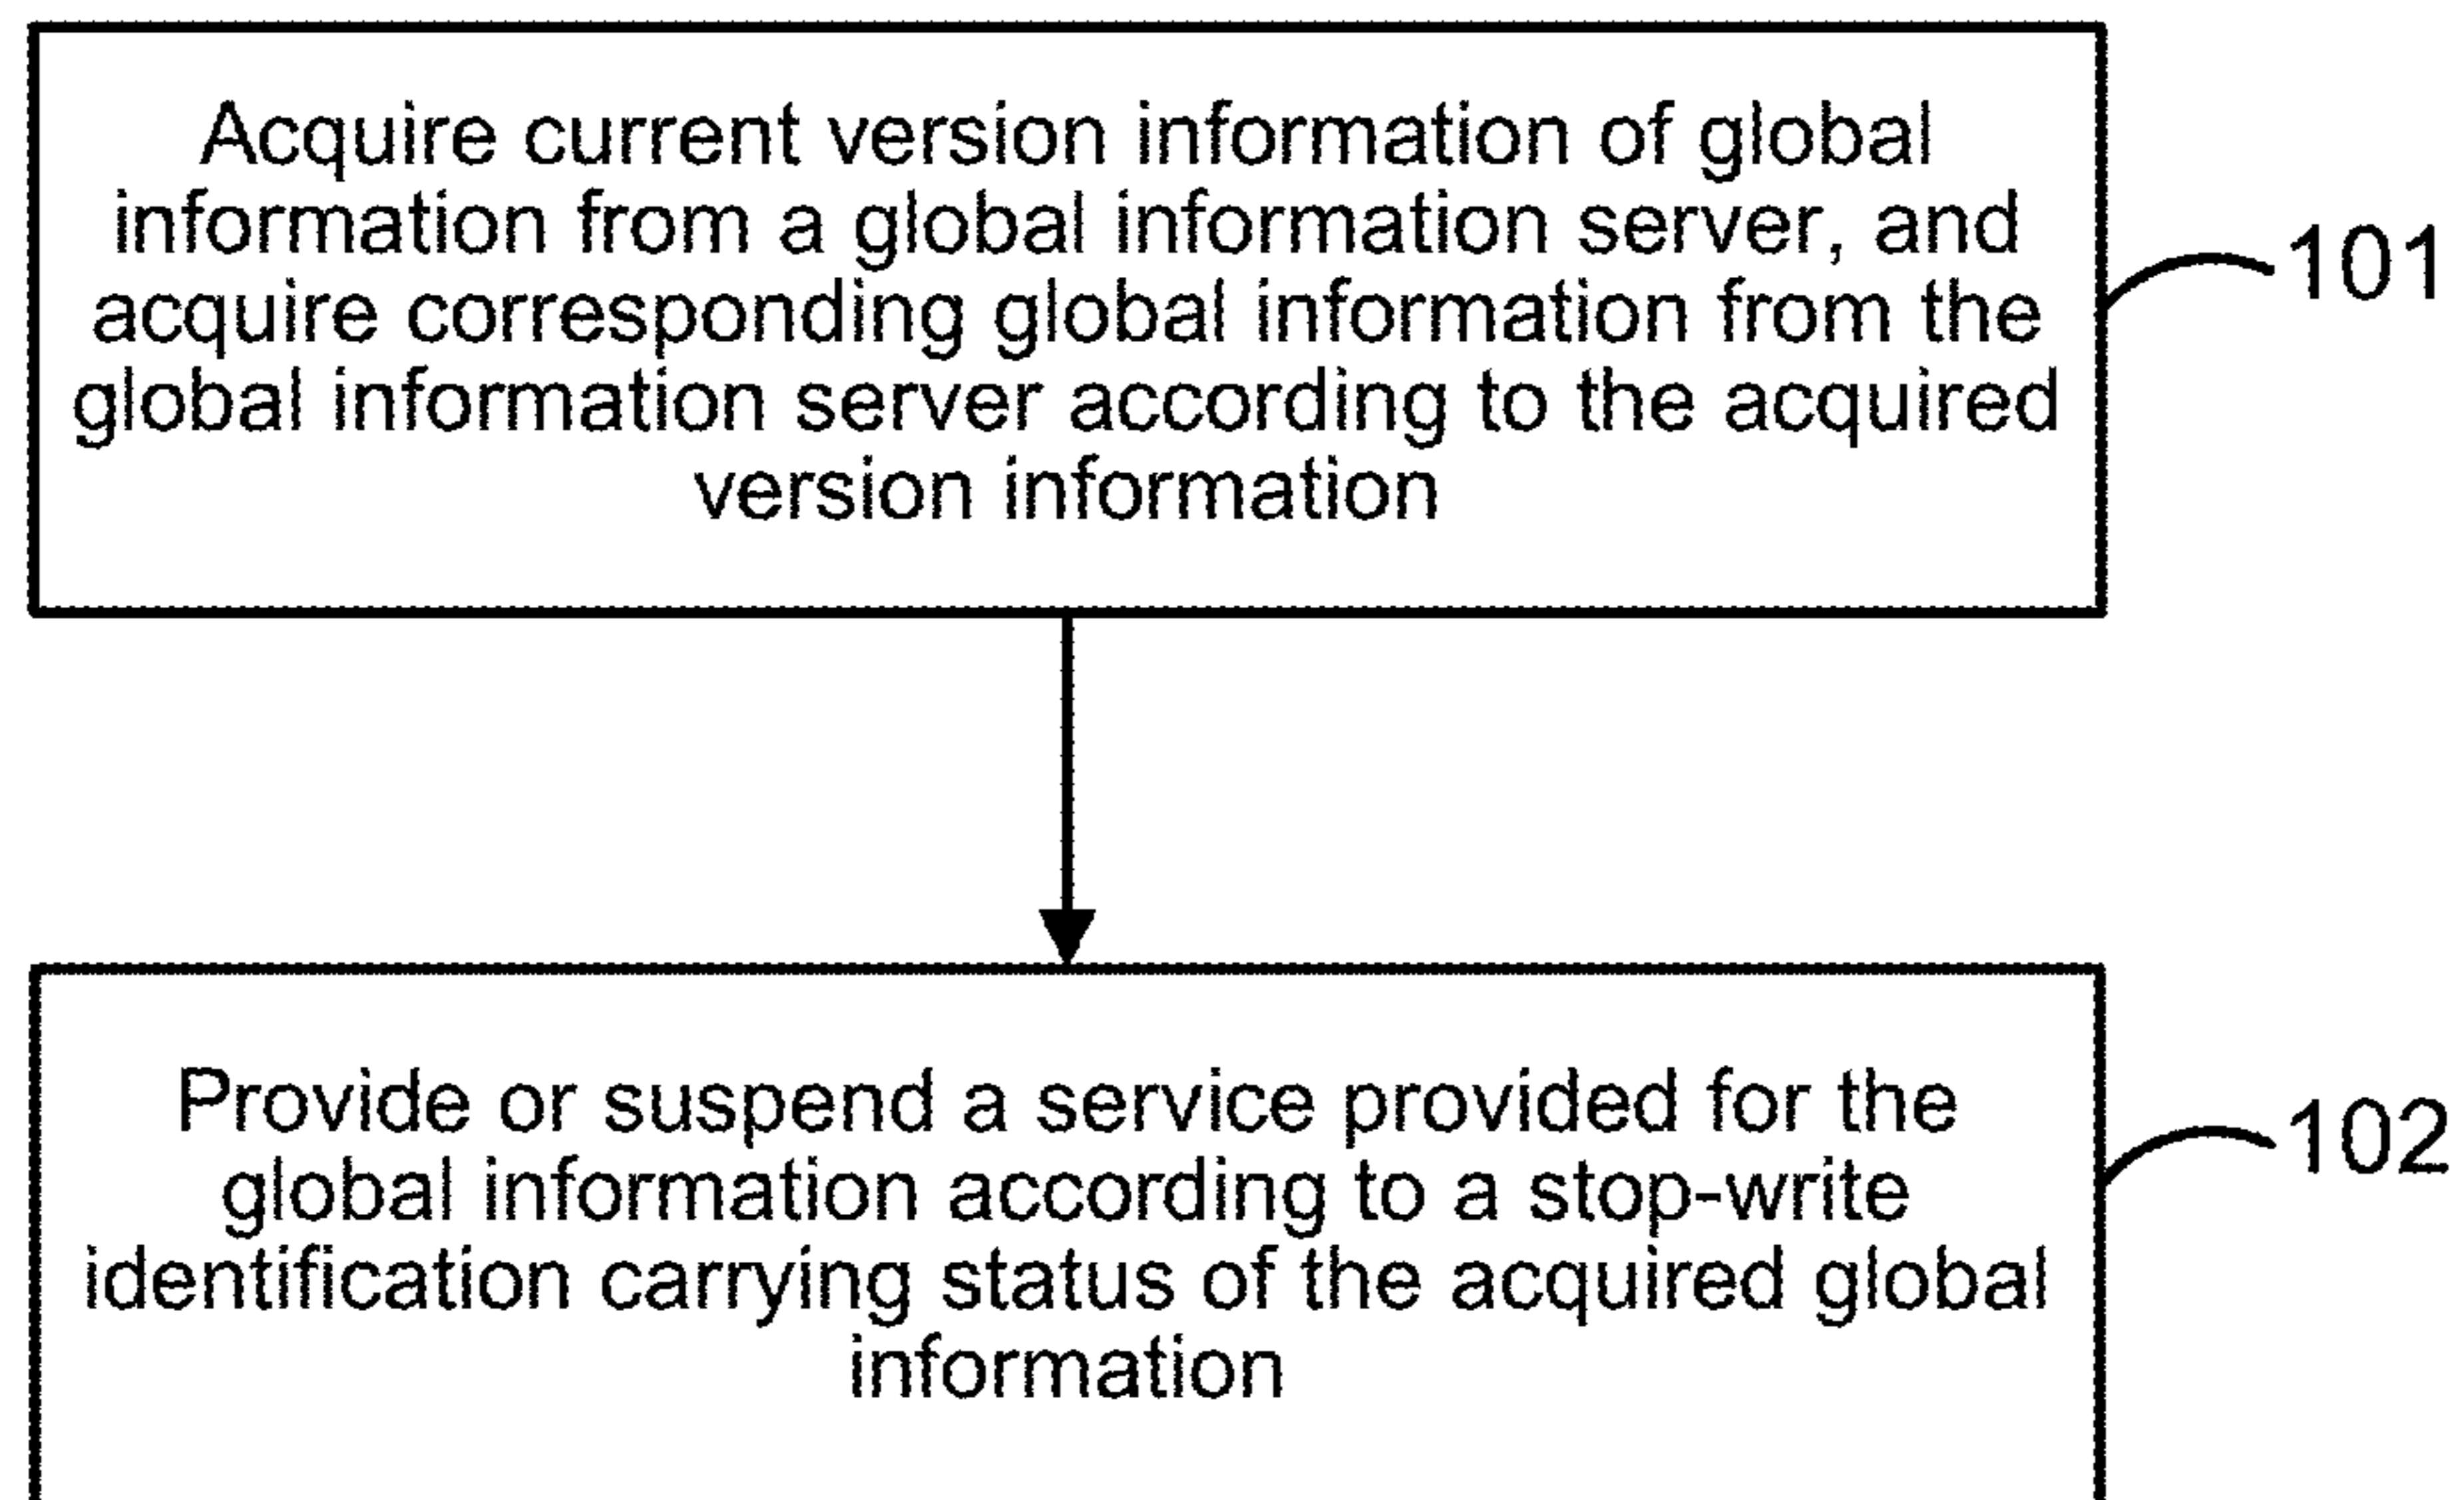 Acquire current version information of global
information from a global information server, and
acquire corresponding global information from the
global information server according to the acquired
version information
101
Provide or suspend a service provided for the
global information according to a stop-write
identification carrying status of the acquired global
information
102